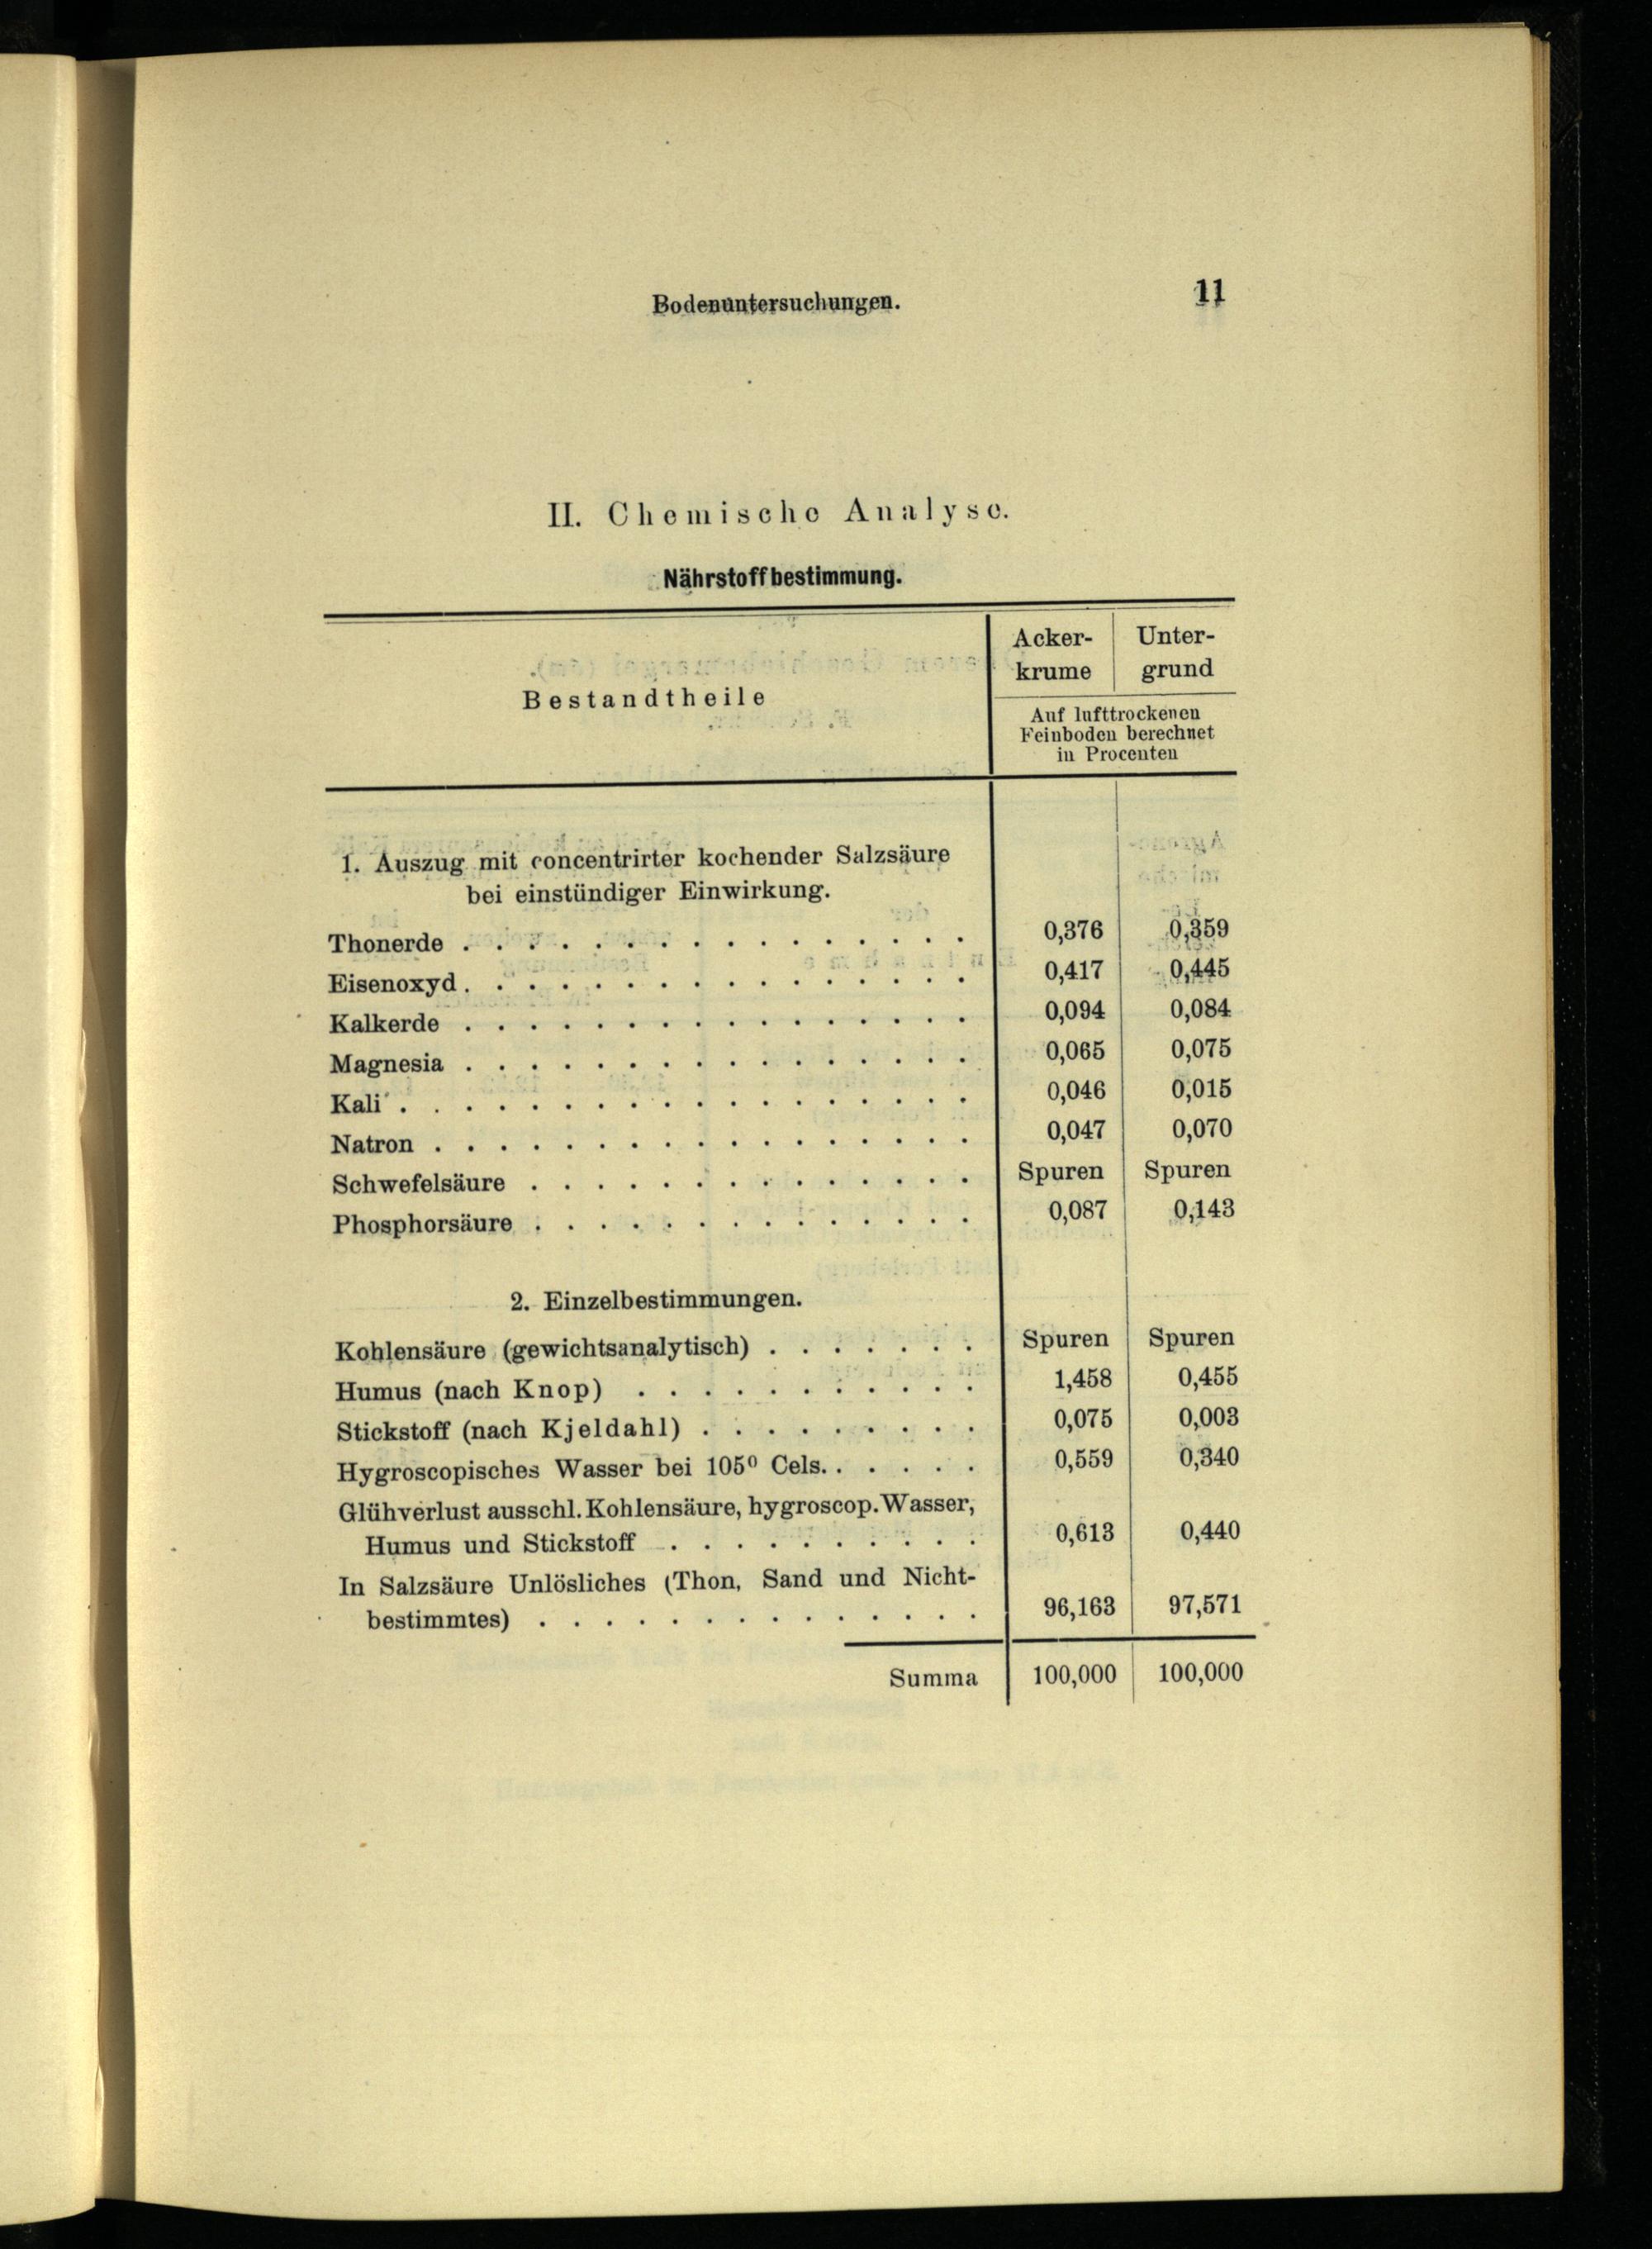 Bodenuntersuchungen. 11
II. Chemische Analyse.
Nährstoffbestimmung.
Bestandtheile
Acker-
krume
Unter-
grund
Auf lufttrockenen
Feinboden berechnet
in Procenten
1. Auszug mit concentrirter kochender Salzsäure
bei einstündiger Einwirkung.
Thonerde . . . . . . . . . . . . . . . . 0,376 0,359
Eisenoxyd . . . . . . . . . . . . . . . . 0,417 0,445
Kalkerde . . . . . . . . . . . . . . . . 0,094 0,084
Magnesia . . . . . . . . . . . . . . . . 0,065 0,075
Kali . . . . . . . . . . . . . . . . . . 0,046 0,015
Natron . . . . . . . . . . . . . . . . . 0,047 0,070
Schwefelsäure . . . . . . . . . . . . . . Spuren Spuren
Phosphorsäure . . . . . . . . . . . . . . 0,087 0,143
2. Einzelbestimmungen.
Kohlensäure (gewichtsanalytisch) . . . . . . . Spuren Spuren
Humus (nach Knop) . . . . . . . . . . . 1,458 0,455
Stickstoff (nach Kjeldahl) . . . . . . . . . 0,075 0,003
Hygroscopisches Wasser bei 105⁰ Cels. . . . . . 0,559 0,340
Glühverlust ausschl. Kohlensäure, hygroscop. Wasser,
Humus und Stickstoff . . . . . . . . . . 0,613 0,440
In Salzsäure Unlösliches (Thon, Sand und Nicht-
bestimmtes) . . . . . . . . . . . . . . 96,163 97,571
Summa 100,000 100,000